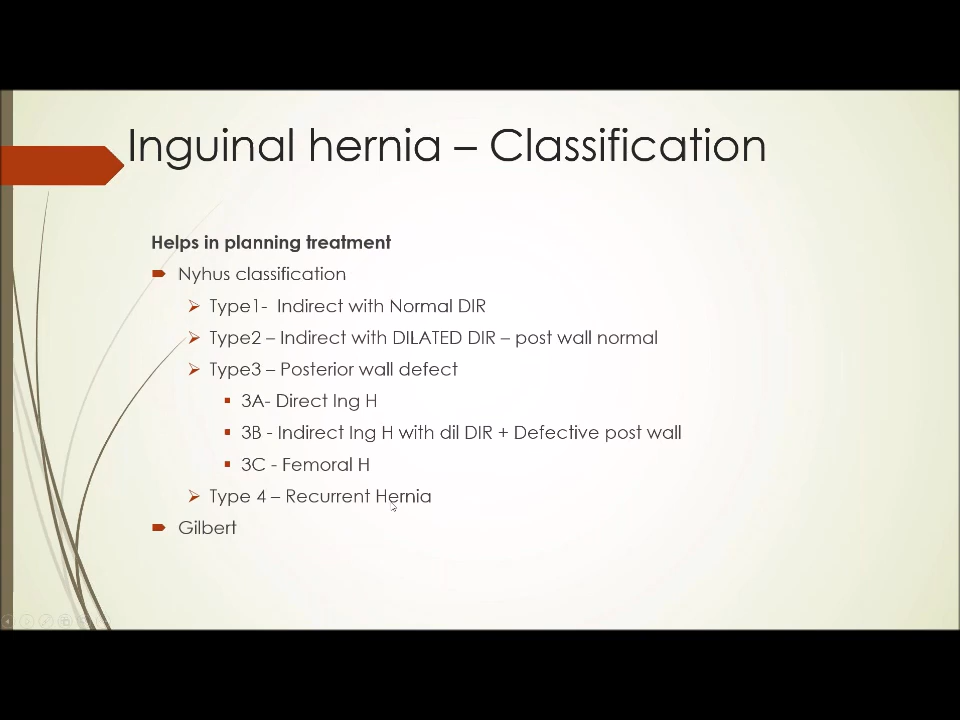 Inguinal hernia – Classification
Helps in planning treatment
Nyhus classification
Type1- Indirect with Normal DIR
Type2 – Indirect with DILATED DIR – post wall normal
Type3 – Posterior wall defect
3A- Direct Ing H
3B - Indirect Ing H with dil DIR + Defective post wall
3C - Femoral H
Type 4 – Recurrent Hernia
Gilbert